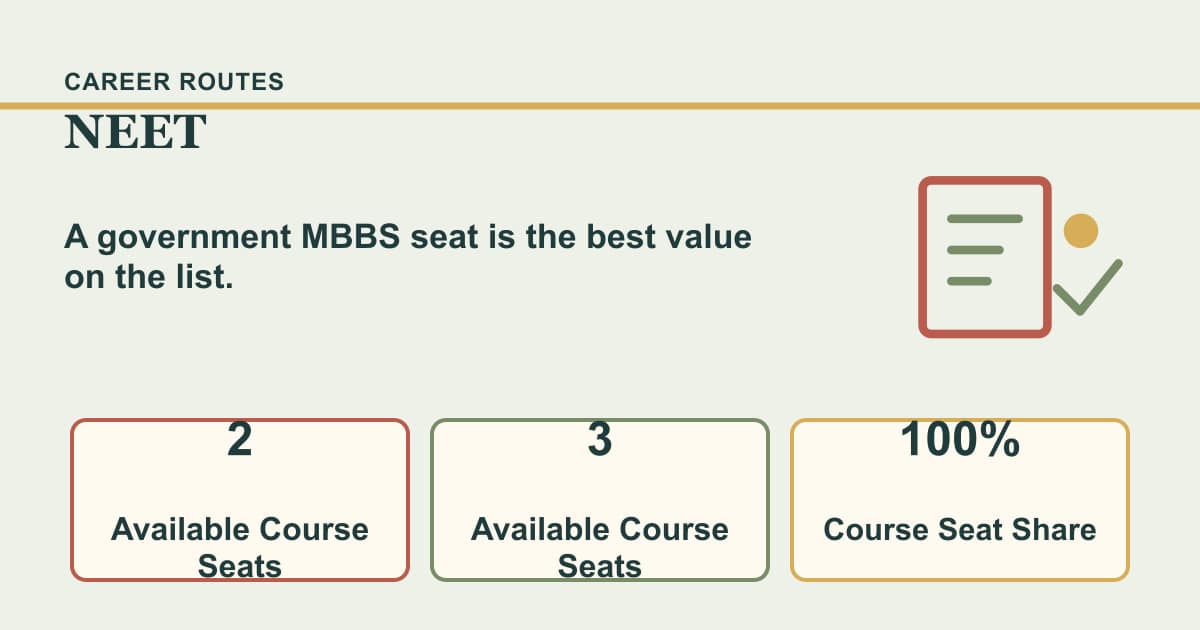 CAREER ROUTES
NEET
A government MBBS seat is the best value
on the list.
2
Available Course
Seats
3
Available Course
Seats
100%
Course Seat Share